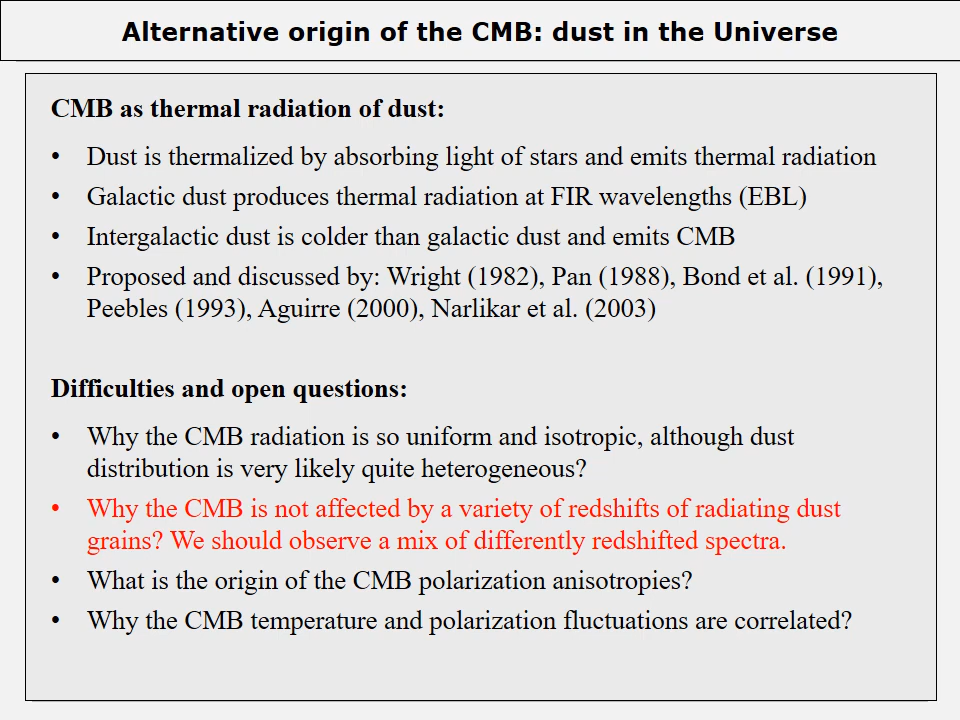 Alternative origin of the CMB: dust in the Universe
CMB as thermal radiation of dust:
• Dust is thermalized by absorbing light of stars and emits thermal radiation
• Galactic dust produces thermal radiation at FIR wavelengths (EBL)
• Intergalactic dust is colder than galactic dust and emits CMB
• Proposed and discussed by: Wright (1982), Pan (1988), Bond et al. (1991),
Peebles (1993), Aguirre (2000), Narlikar et al. (2003)
Difficulties and open questions:
• Why the CMB radiation is so uniform and isotropic, although dust
distribution is very likely quite heterogeneous?
• Why the CMB is not affected by a variety of redshifts of radiating dust
grains? We should observe a mix of differently redshifted spectra.
• What is the origin of the CMB polarization anisotropies?
• Why the CMB temperature and polarization fluctuations are correlated?